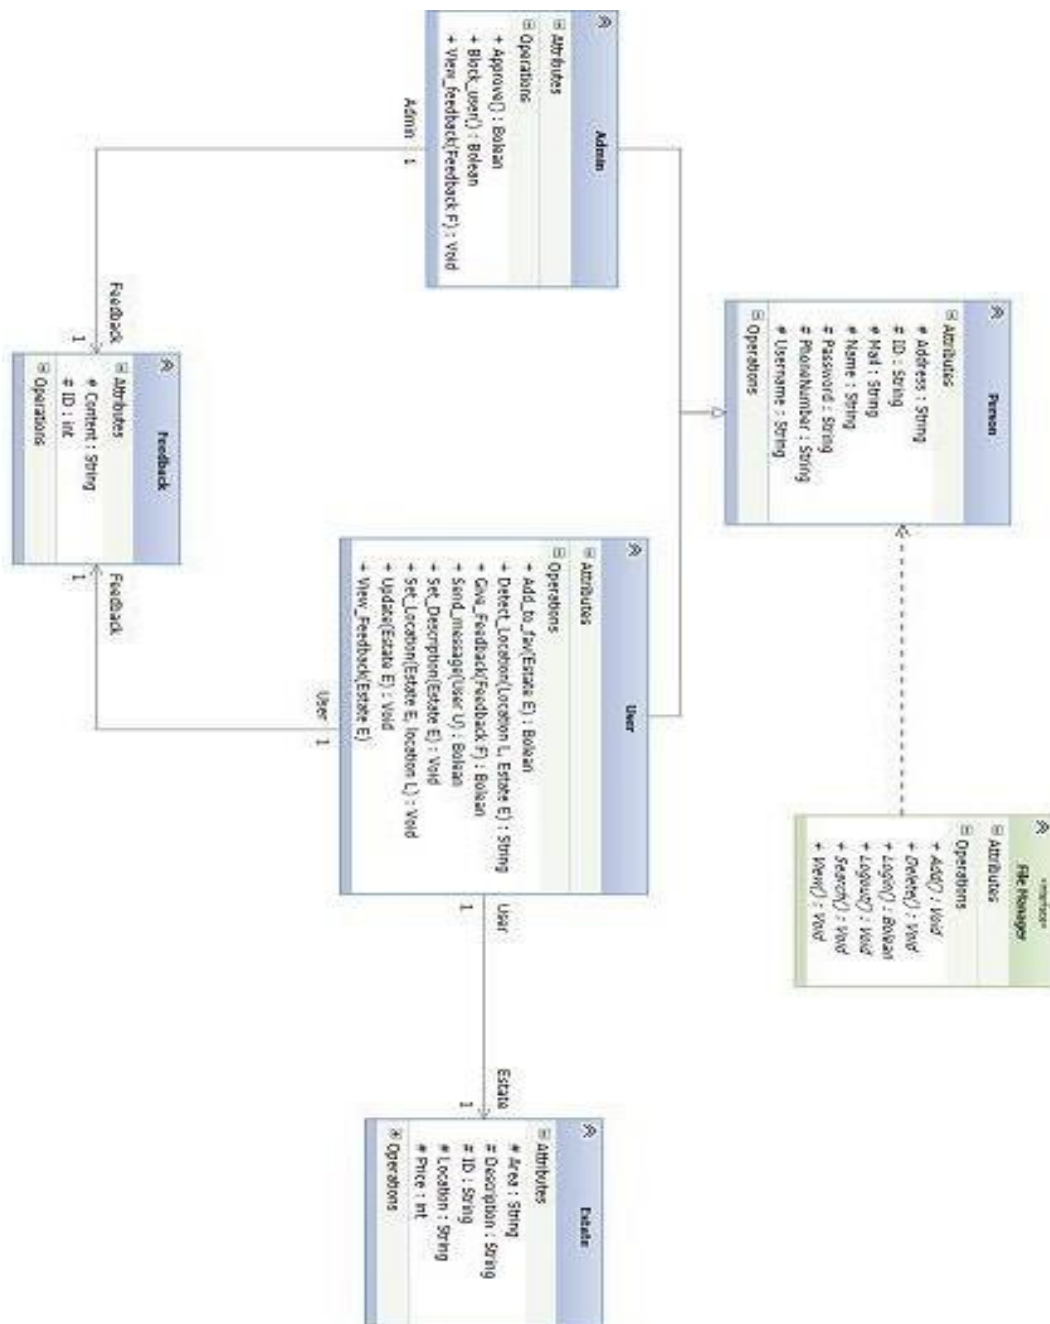 Admin
Attributes
Operations
+ Approve() : Bolean
+ Block_user() : Bolean
+ View_feedback(Feedback F) : Void
Admin
1
Person
Attributes
# Address : String
# ID : String
# Mail : String
# Name : String
# Password : String
# PhoneNumber : String
# Username : String
Operations
Feedback
1
Feedback
Attributes
# Content : String
# ID : int
Operations
Feedback
1
User
Attributes
Operations
+ Add_to_fav(Estate E) : Bolean
+ Detect_Location(Location L, Estate E) : String
+ Give_Feedback(Feedback F) : Bolean
+ Send_message(User U) : Bolean
+ Set_Description(Estate E) : Void
+ Set_Location(Estate E, location L) : Void
+ Update(Estate E) : Void
+ View_Feedback(Estate E)
User
1
User
1
«interface»
File Manager
Attributes
Operations
+ Add() : Void
+ Delete() : Void
+ Login() : Bolean
+ Logout() : Void
+ Search() : Void
+ View() : Void
Estate
1
Estate
Attributes
# Area : String
# Description : String
# ID : String
# Location : String
# Price : int
Operations